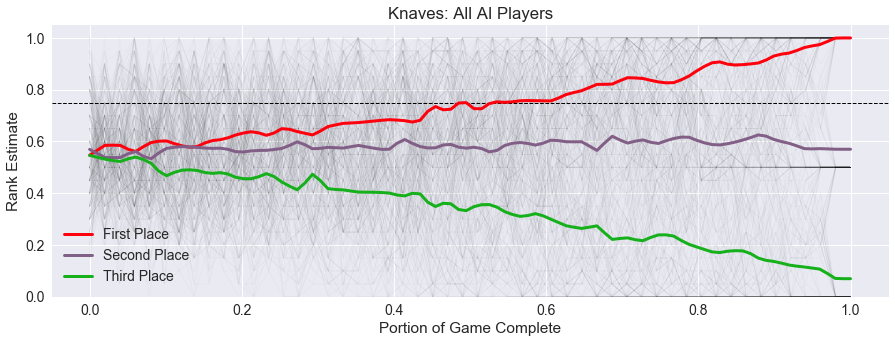 Knaves: All AI Players
Rank Estimate
1.0
0.8
0.6
0.4
0.2
0.0
First Place
Second Place
Third Place
0.0 0.2 0.4 0.6 0.8 1.0
Portion of Game Complete